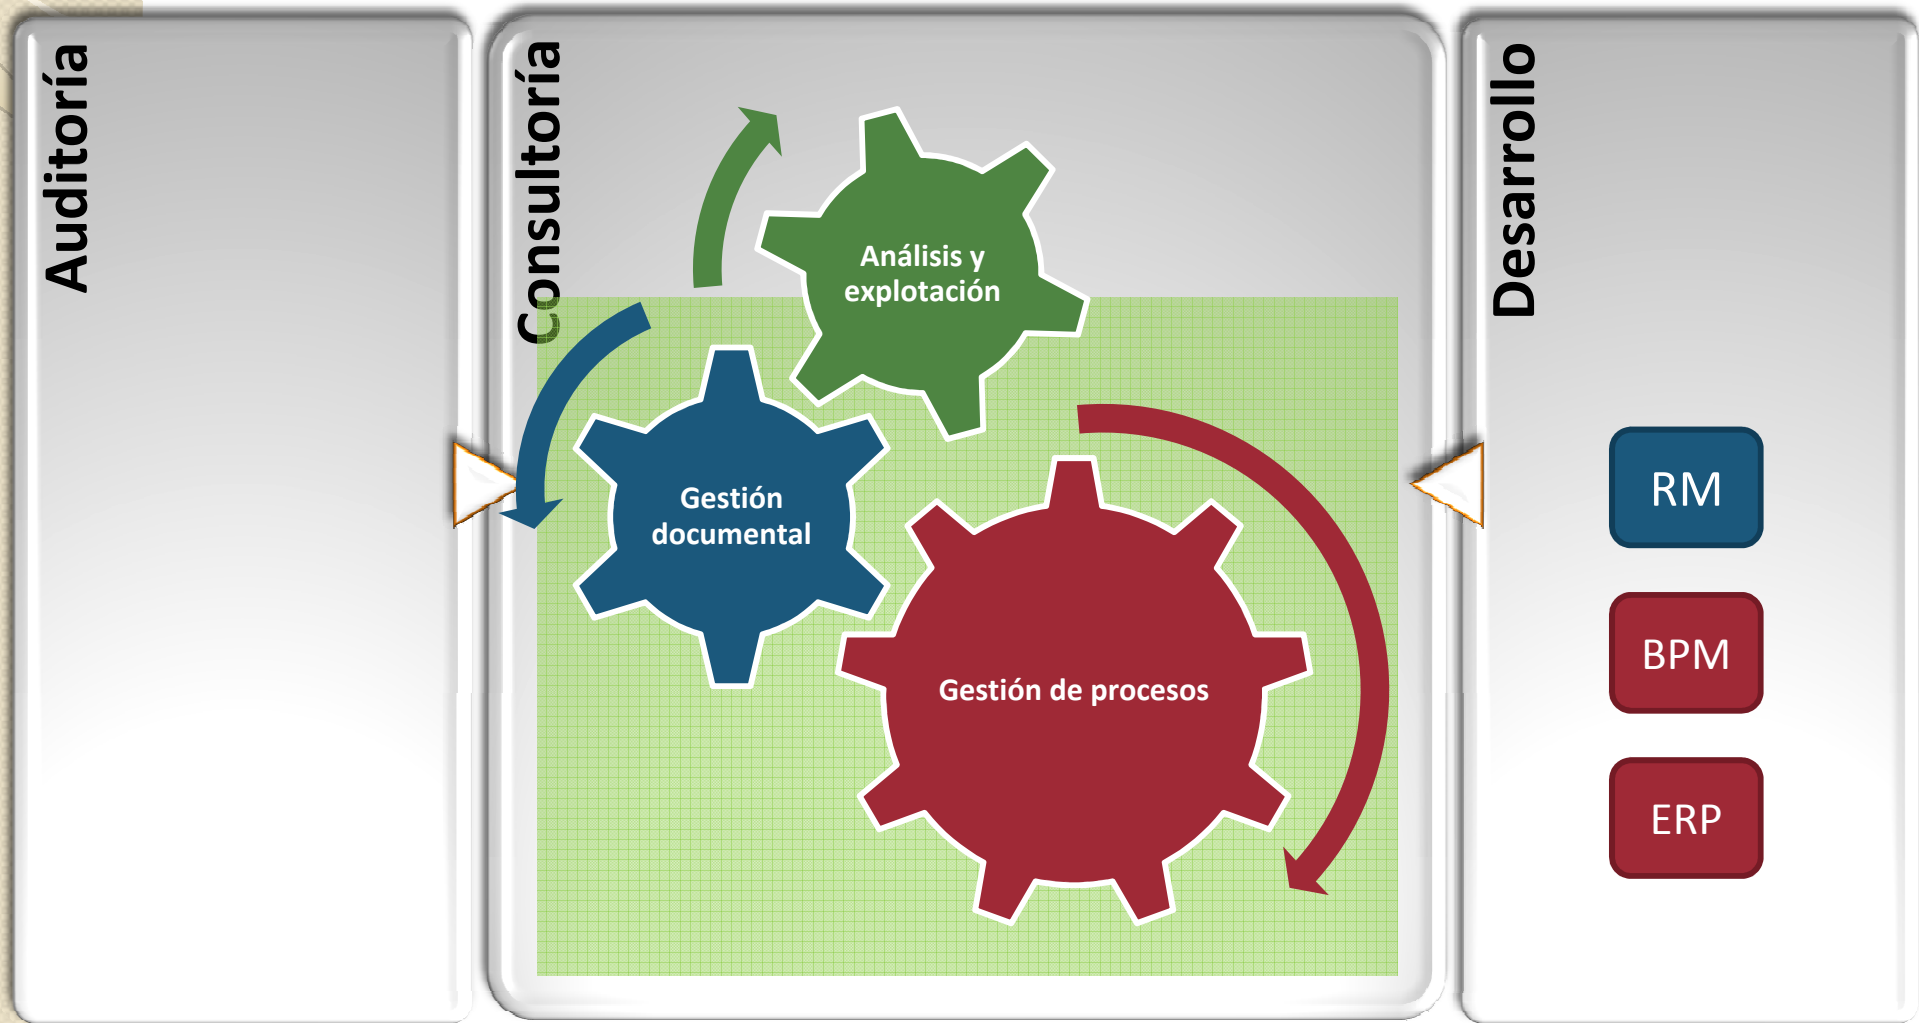 Auditoría
Consultoría
Análisis y
explotación
Gestión
documental
Gestión de procesos
Desarrollo
RM
BPM
ERP